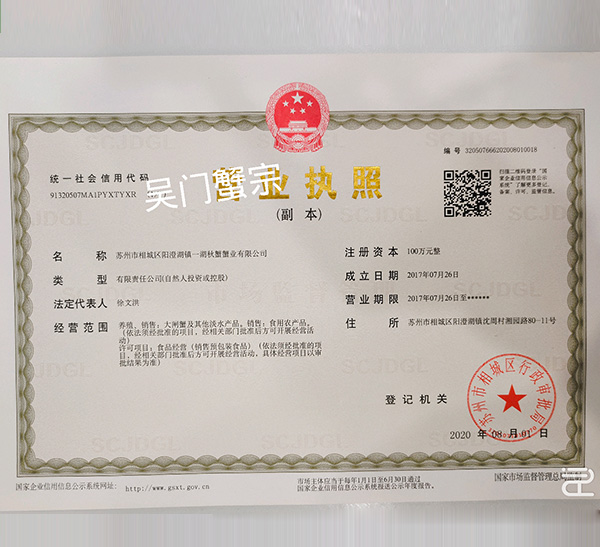 编 号 320507666202008010018
统一社会信用代码
91320507MA1PYXTYXR
扫描二维码登录“国
家企业信用信息公示
系统”了解更多登记、
备案、许可、监管信息。
吴门蟹宗
业执照
(副 本)
名 称 苏州市相城区阳澄湖镇一湖秋蟹蟹业有限公司
注册资本 100万元整
类 型 有限责任公司(自然人投资或控股)
成立日期 2017年07月26日
法定代表人 徐文洪
营业期限 2017年07月26日至******
经营范围 养殖、销售：大闸蟹及其他淡水产品。销售：食用农产品。
(依法须经批准的项目，经相关部门批准后方可开展经营活
动)
许可项目：食品经营（销售预包装食品）（依法须经批准的项
目，经相关部门批准后方可开展经营活动，具体经营项目以审
批结果为准）
住 所 苏州市相城区阳澄湖镇沈周村湘园路80-11号
登记机关
苏州市相城区行政审批局
2020 年 08 月 01 日
国家企业信用信息公示系统网址： http://www.gsxt.gov.cn
市场主体应当于每年1月1日至6月30日通过
国家企业信用信息公示系统报送公示年度报告。
国家市场监督管理总局监制